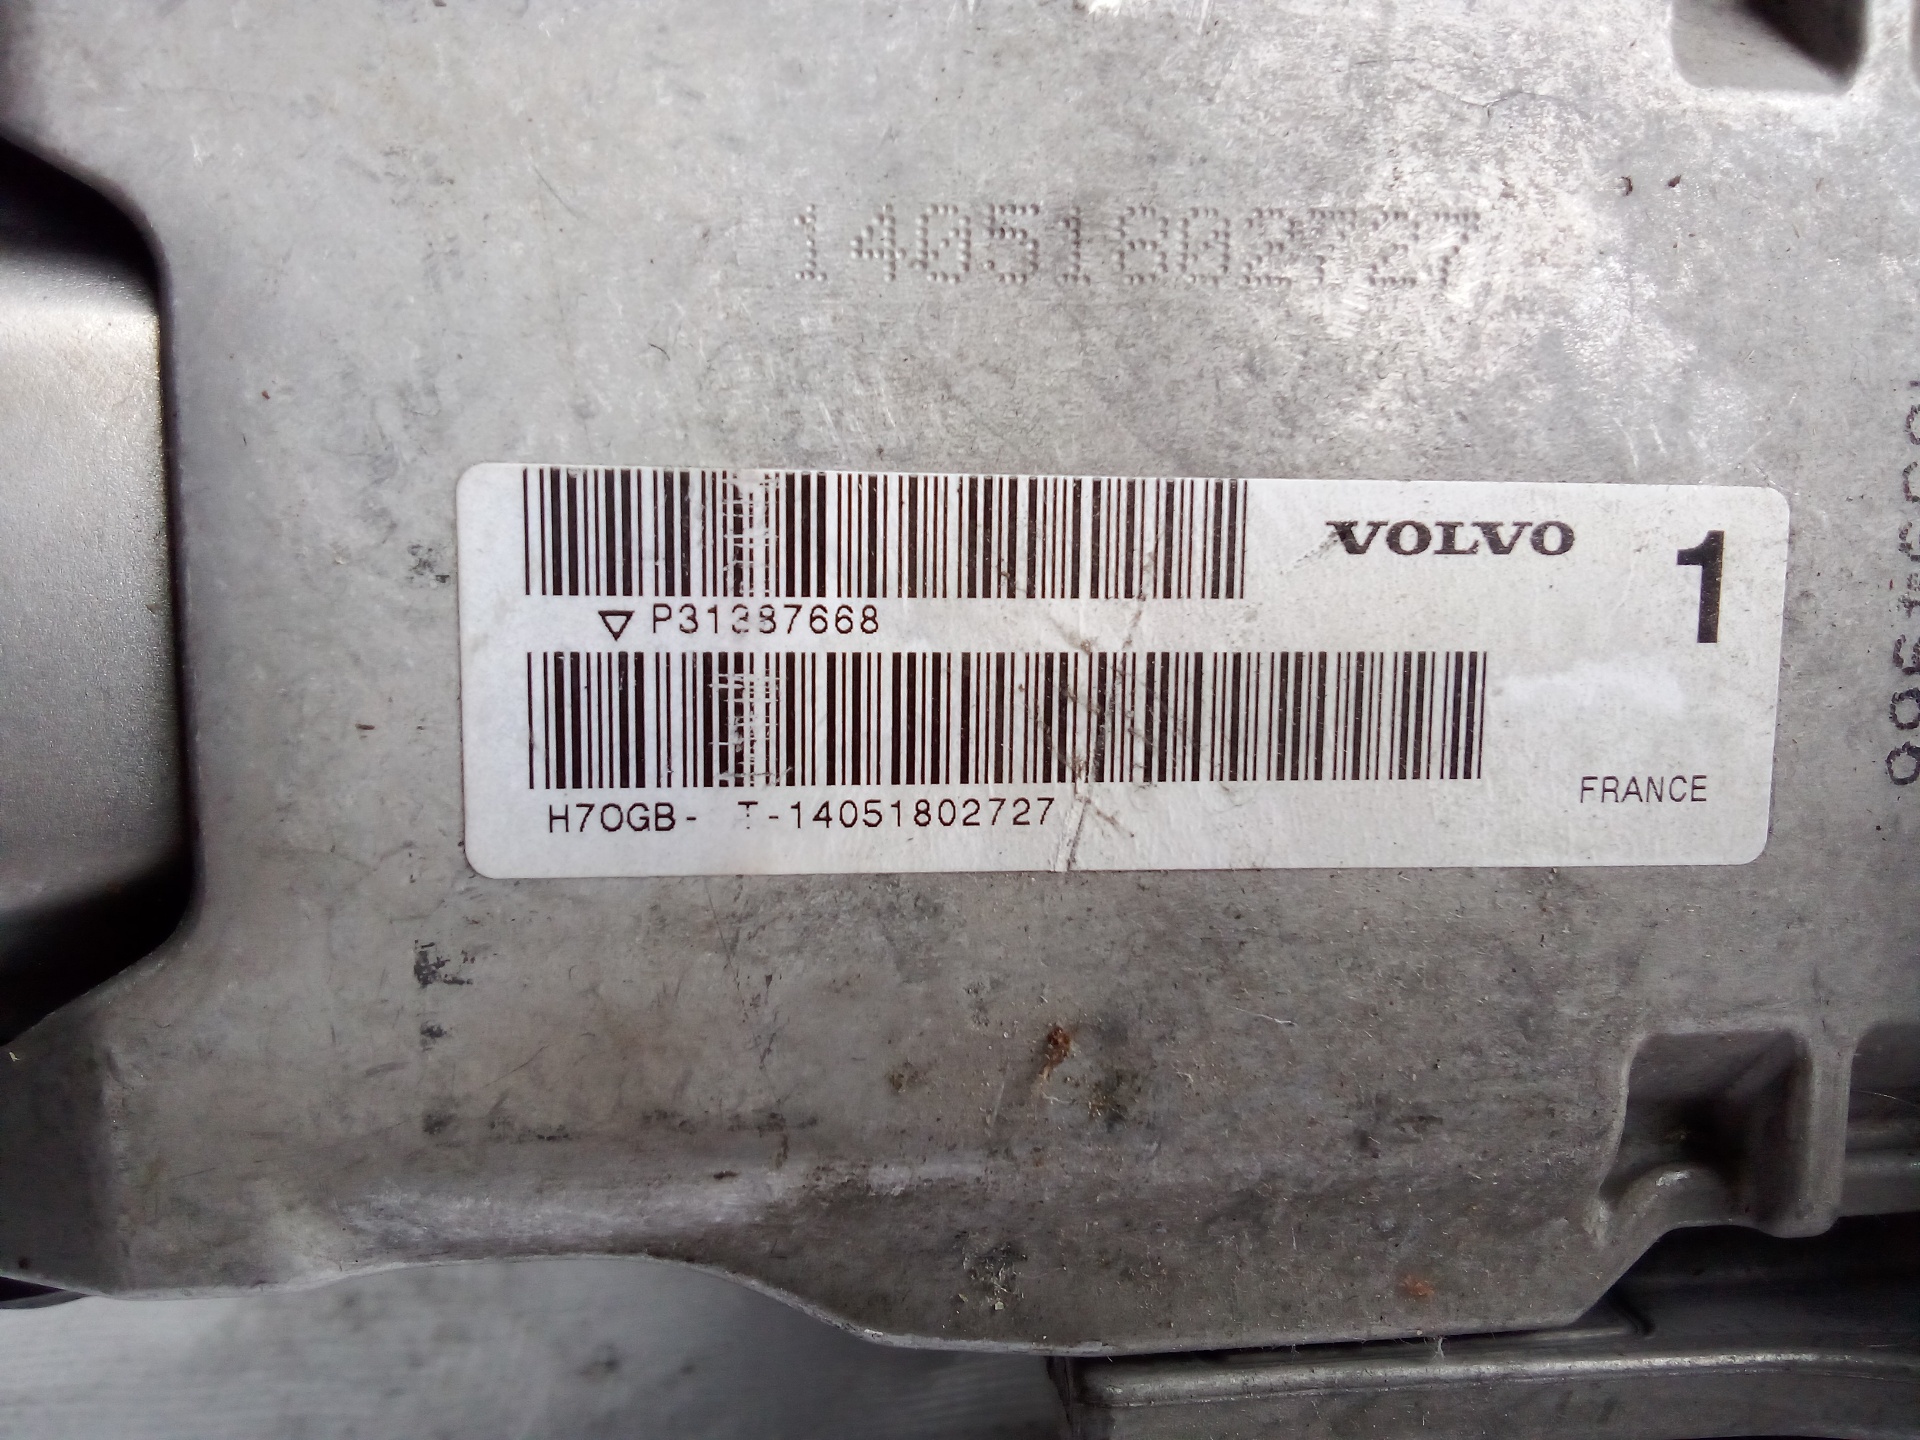 14051802727
VOLVO
1
▽P31387668
H70GB- T-14051802727
FRANCE